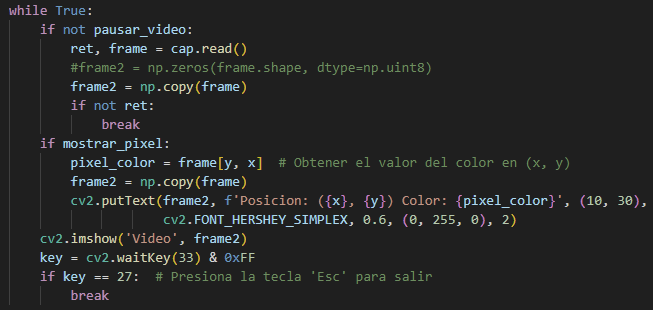 while True:
    if not pausar_video:
        ret, frame = cap.read()
        #frame2 = np.zeros(frame.shape, dtype=np.uint8)
        frame2 = np.copy(frame)
        if not ret:
            break
    if mostrar_pixel:
        pixel_color = frame[y, x]  # Obtener el valor del color en (x, y)
        frame2 = np.copy(frame)
        cv2.putText(frame2, f'Posicion: ({x}, {y}) Color: {pixel_color}', (10, 30),
                    cv2.FONT_HERSHEY_SIMPLEX, 0.6, (0, 255, 0), 2)
    cv2.imshow('Video', frame2)
    key = cv2.waitKey(33) & 0xFF
    if key == 27:  # Presiona la tecla 'Esc' para salir
        break